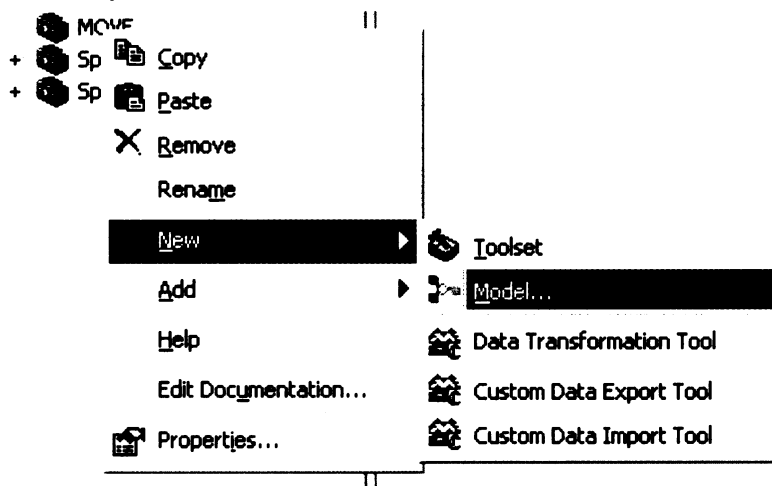 MOVE
+ Sp
+ Sp
Copy
Paste
Remove
Rename
New
Add
Help
Edit Documentation...
Properties...
Toolset
Model...
Data Transformation Tool
Custom Data Export Tool
Custom Data Import Tool